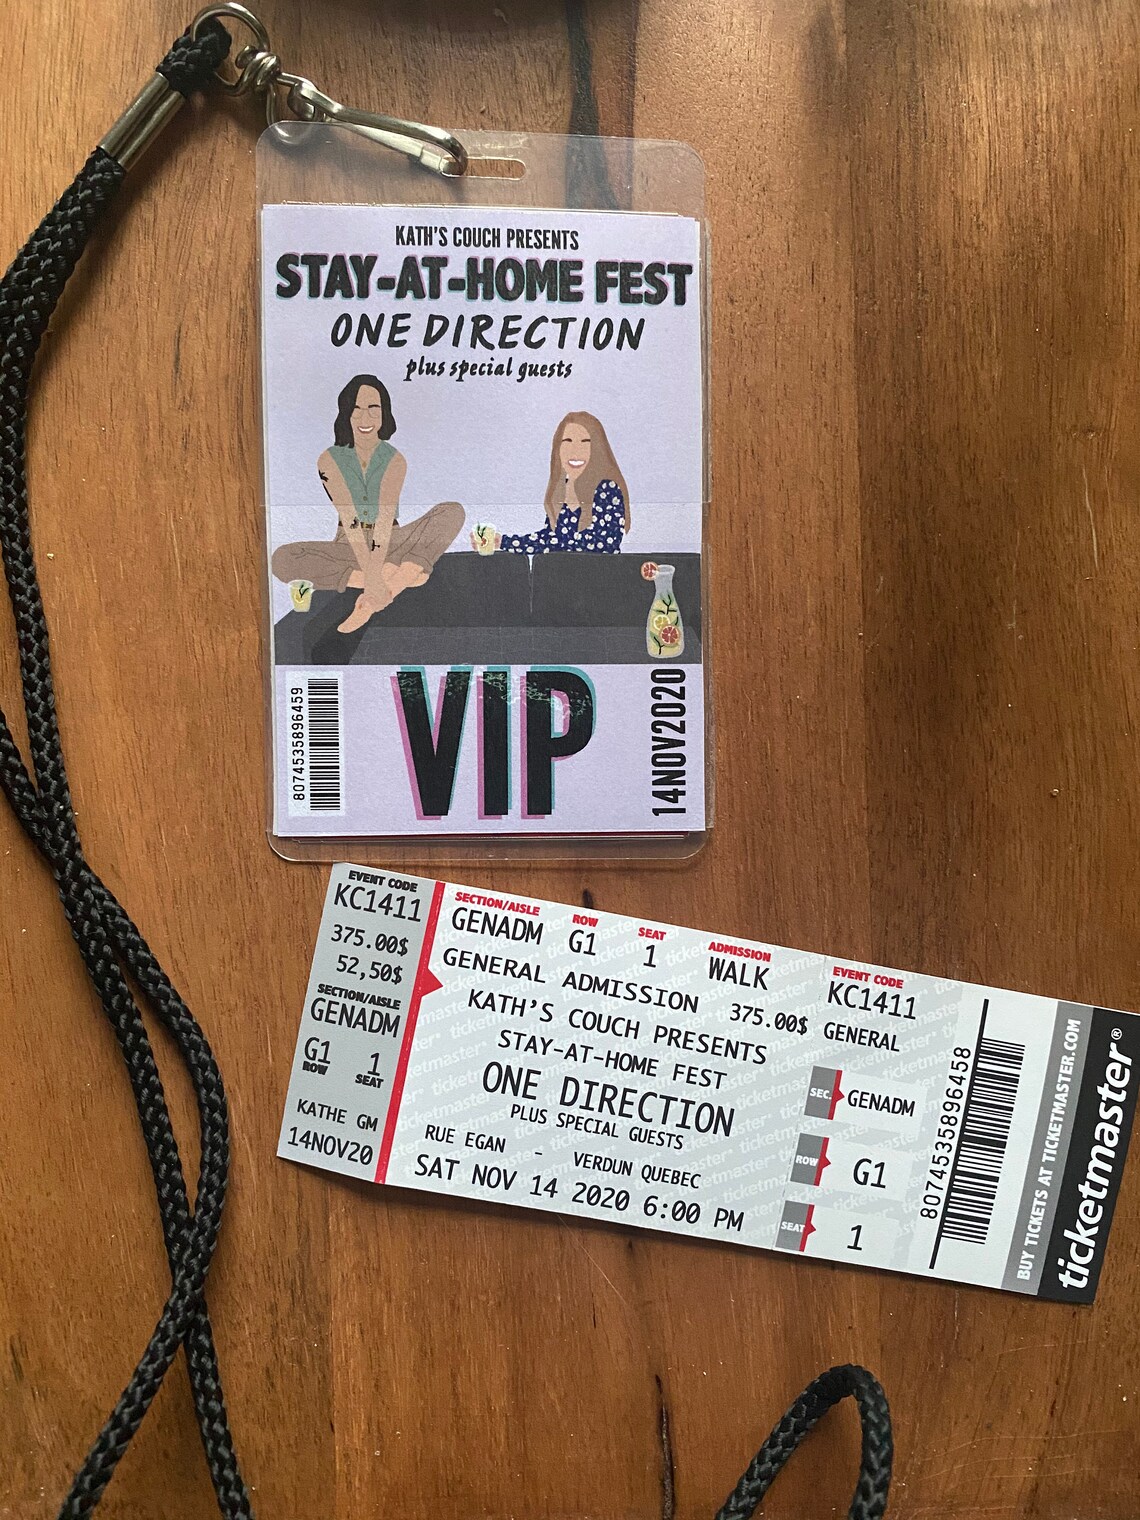 KATH'S COUCH PRESENTS
STAY-AT-HOME FEST
ONE DIRECTION
plus special guests
8074535896459
VIP
14NOV2020
EVENT CODE
KC1411
375.00$
52,50$
SECTION/AISLE
GENADM
G1 1
ROW SEAT
KATHE GM
14NOV20
SECTION/AISLE ROW SEAT ADMISSION EVENT CODE
GENADM G1 1 WALK KC1411
GENERAL ADMISSION 375.00$ GENERAL
KATH'S COUCH PRESENTS
STAY-AT-HOME FEST
ONE DIRECTION
PLUS SPECIAL GUESTS
RUE EGAN - VERDUN QUEBEC
SAT NOV 14 2020 6:00 PM
SEC. GENADM
ROW G1
SEAT 1
8074535896458
BUY TICKETS AT TICKETMASTER.COM
ticketmaster®